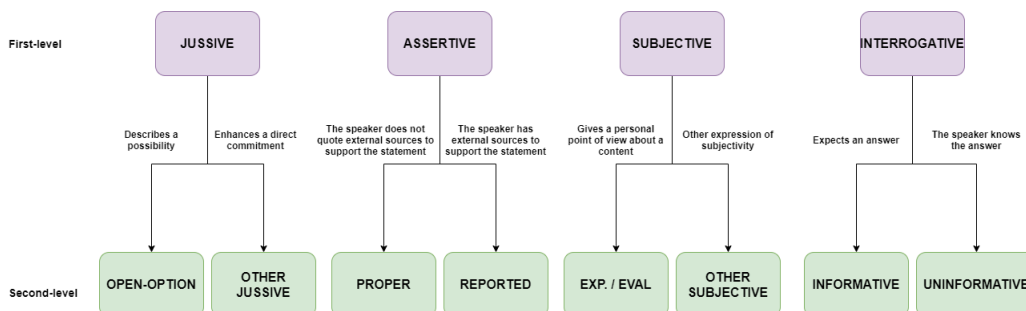 First-level
JUSSIVE
ASSERTIVE
SUBJECTIVE
INTERROGATIVE
Describes a
possibility
Enhances a direct
commitment
The speaker does not
quote external sources to
support the statement
The speaker has
external sources to
support the statement
Gives a personal
point of view about a
content
Other expression of
subjectivity
Expects an answer
The speaker knows
the answer
Second-level
OPEN-OPTION
OTHER
JUSSIVE
PROPER
REPORTED
EXP. / EVAL
OTHER
SUBJECTIVE
INFORMATIVE
UNINFORMATIVE